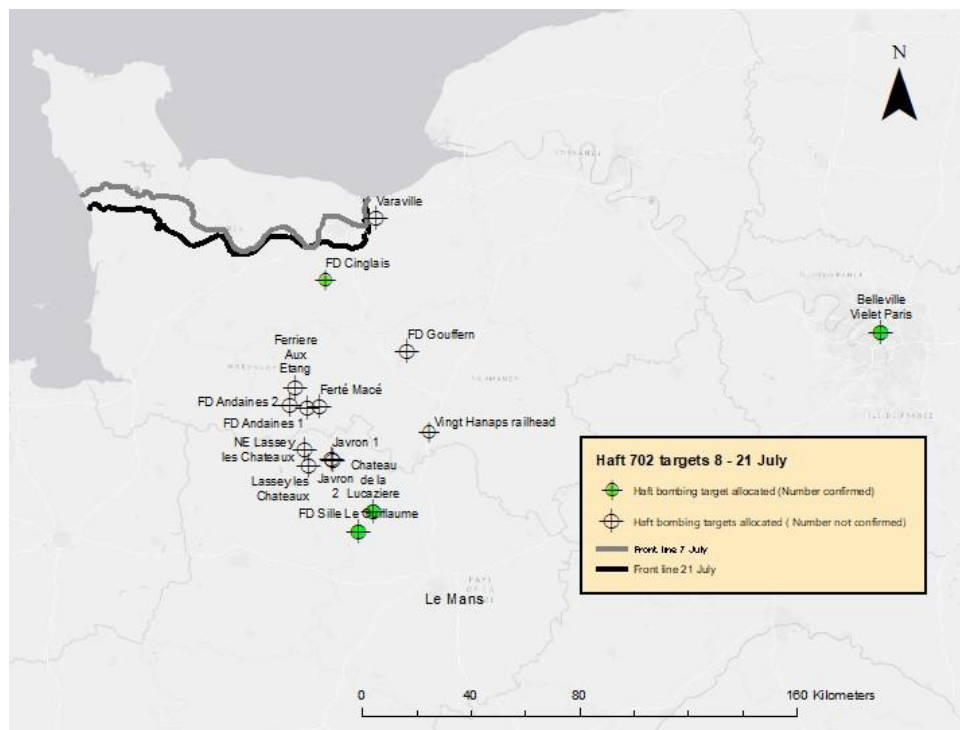 N
Varaville
FD Cinglais
Belleville
Vielet Paris
FD Gouffern
Ferriere
Aux
Etang
Ferté Macé
FD Andaines 2
FD Andaines 1
Vingt Hanaps railhead
NE Lassey
les Chateaux
Javron 1
Lassey les
Chateaux
Javron
2
Chateau
de la
Lucaziere
FD Sille Le Guillaume
Le Mans
Haft 702 targets 8 - 21 July
Haft bombing target allocated (Number confirmed)
Haft bombing targets allocated ( Number not confirmed)
Front line 7 July
Front line 21 July
0 40 80 160 Kilometers